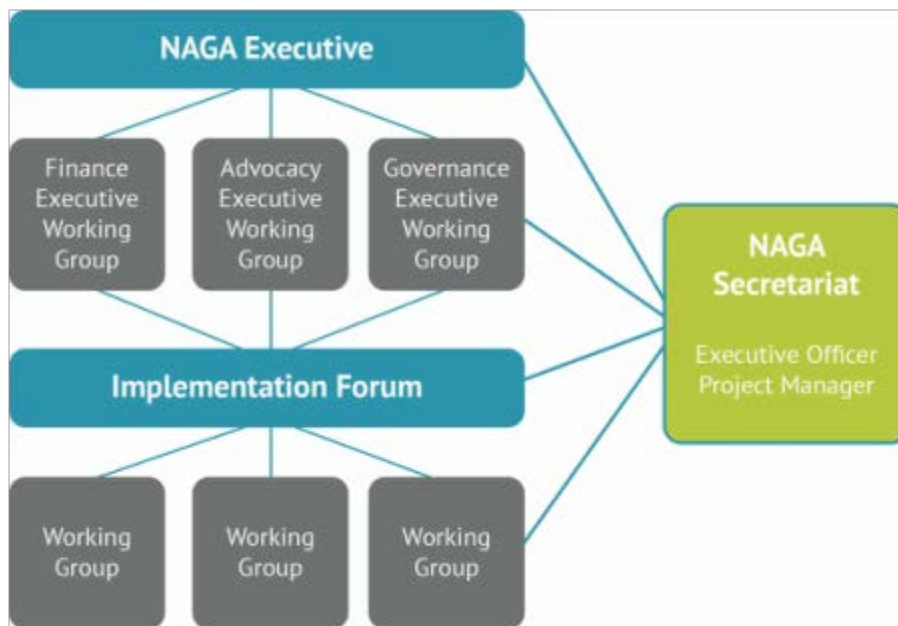 NAGA Executive
Finance
Executive
Working
Group
Advocacy
Executive
Working
Group
Governance
Executive
Working
Group
NAGA
Secretariat
Executive Officer
Project Manager
Implementation Forum
Working
Group
Working
Group
Working
Group